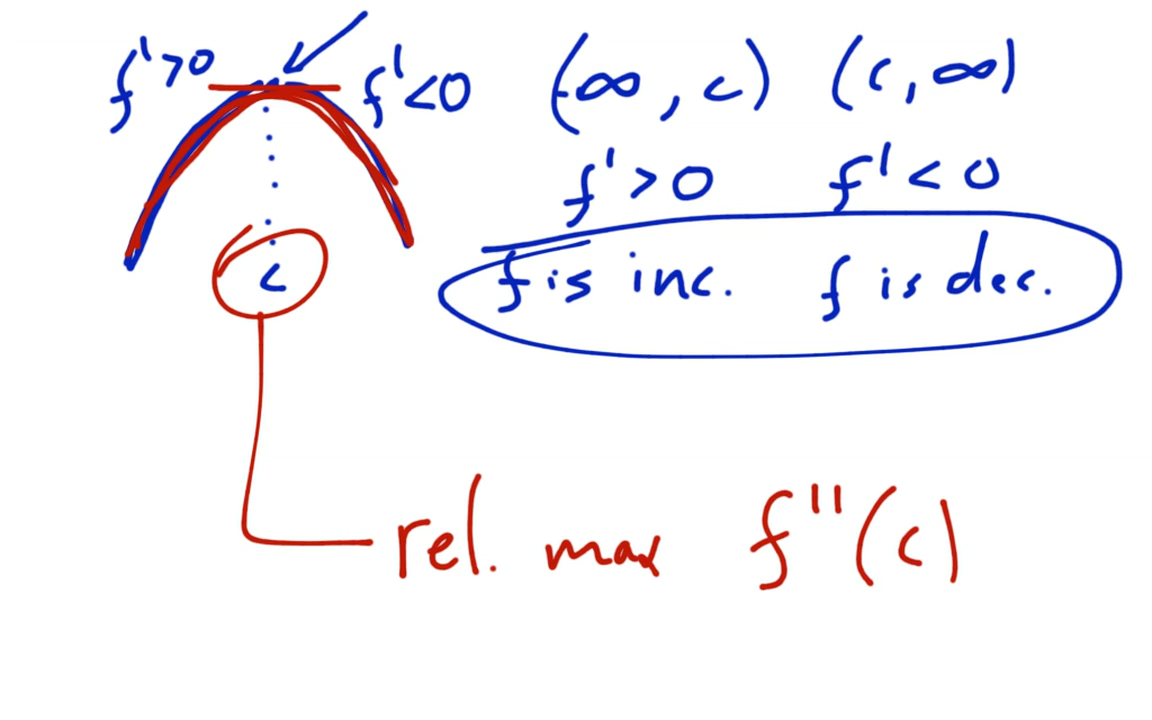 f'>0 f'<0 (-∞, c) (c, ∞)
f'>0 f'<0
c f is inc. f is dec.
rel. max f''(c)